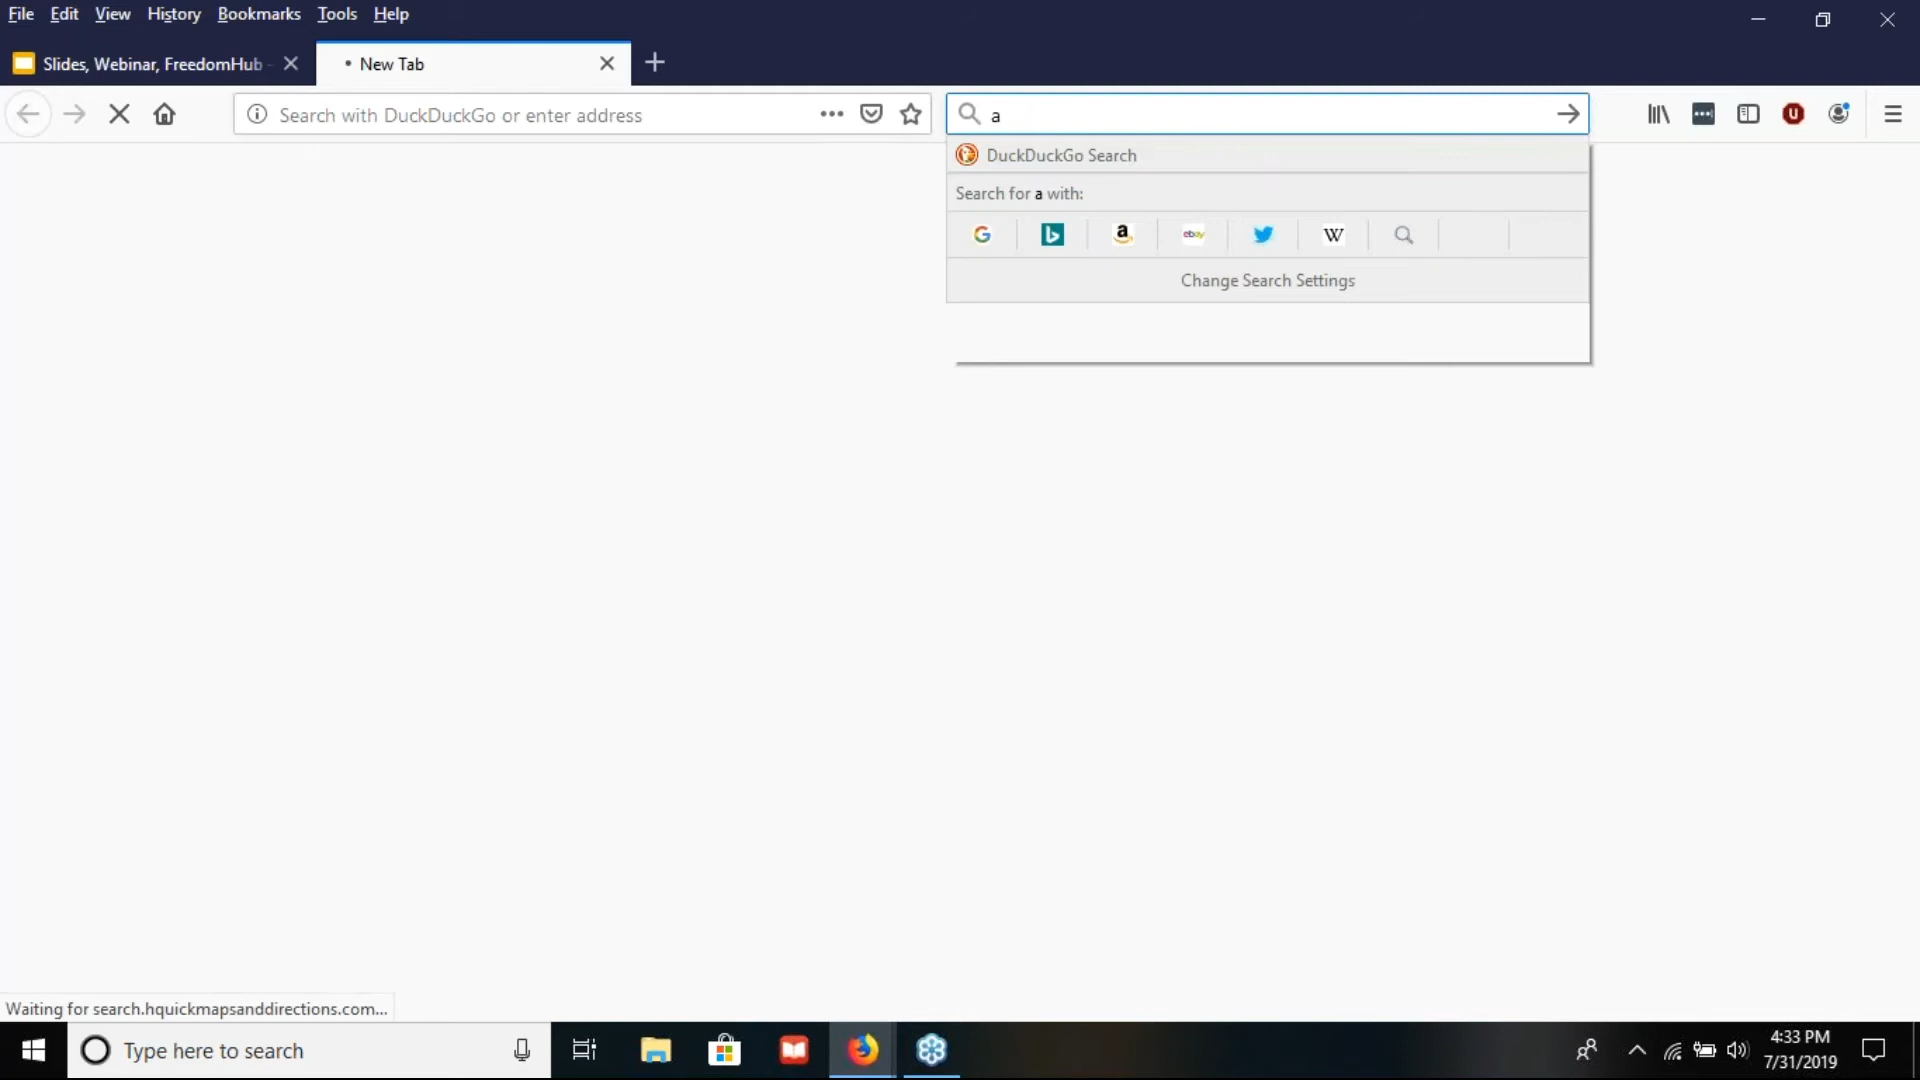 File Edit View History Bookmarks Tools Help
Slides, Webinar, FreedomHub -
• New Tab
Search with DuckDuckGo or enter address
a
DuckDuckGo Search
Search for a with:
G b a ebay W
Change Search Settings
Waiting for search.hquickmapsanddirections.com...
Type here to search
4:33 PM
7/31/2019